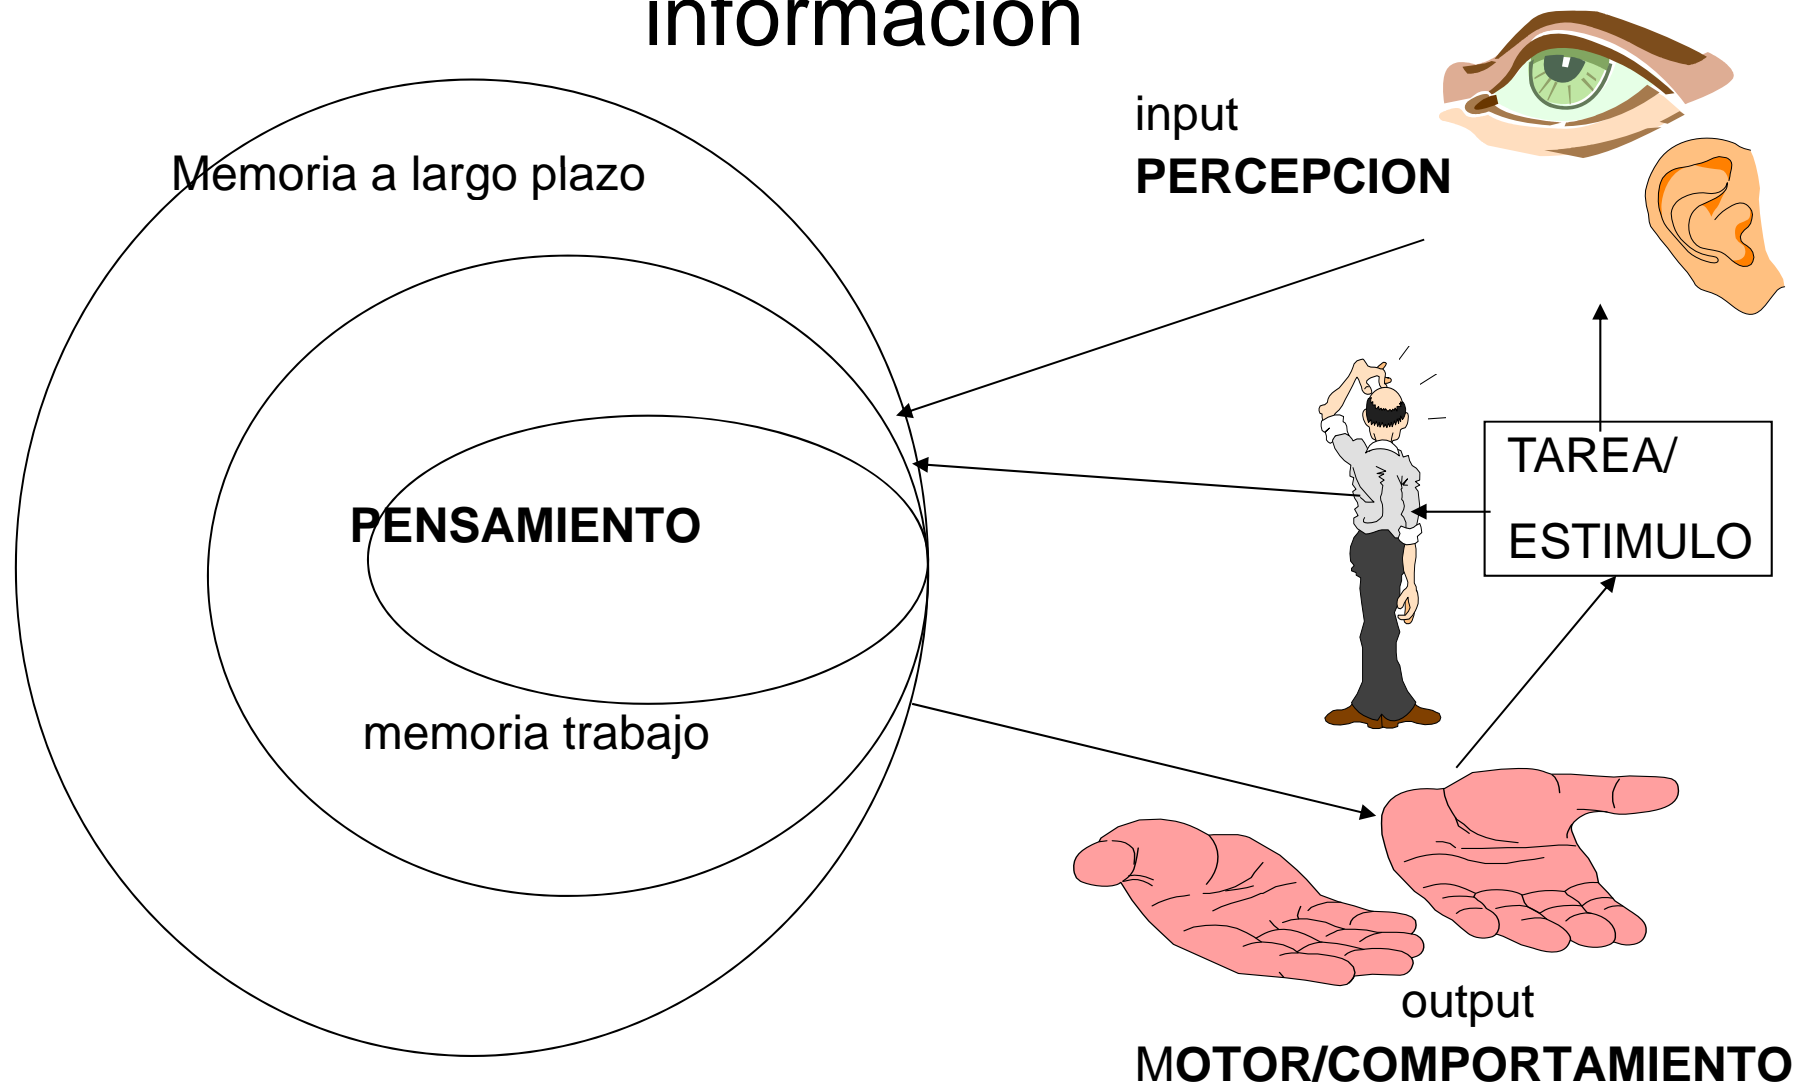 información
input
PERCEPCION
Memoria a largo plazo
TAREA/
ESTIMULO
PENSAMIENTO
memoria trabajo
output
MOTOR/COMPORTAMIENTO